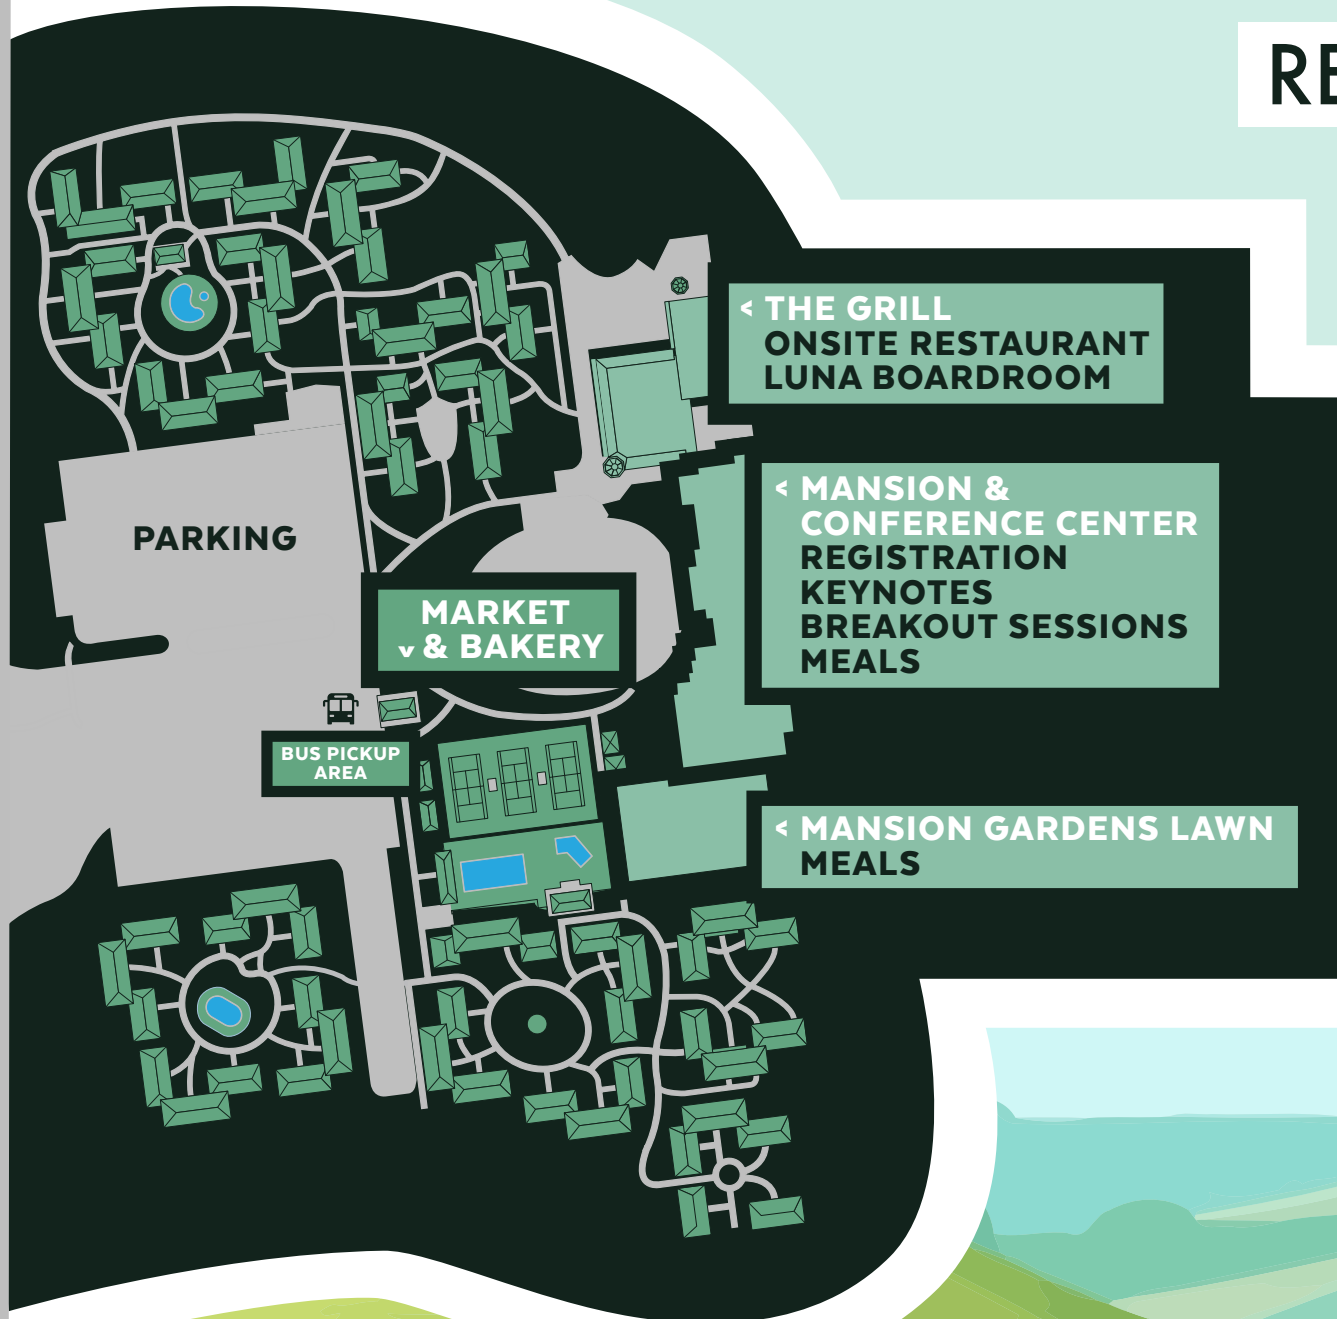 RE
< THE GRILL
ONSITE RESTAURANT
LUNA BOARDROOM
< MANSION &
CONFERENCE CENTER
REGISTRATION
KEYNOTES
BREAKOUT SESSIONS
MEALS
PARKING
MARKET
v & BAKERY
BUS PICKUP
AREA
< MANSION GARDENS LAWN
MEALS